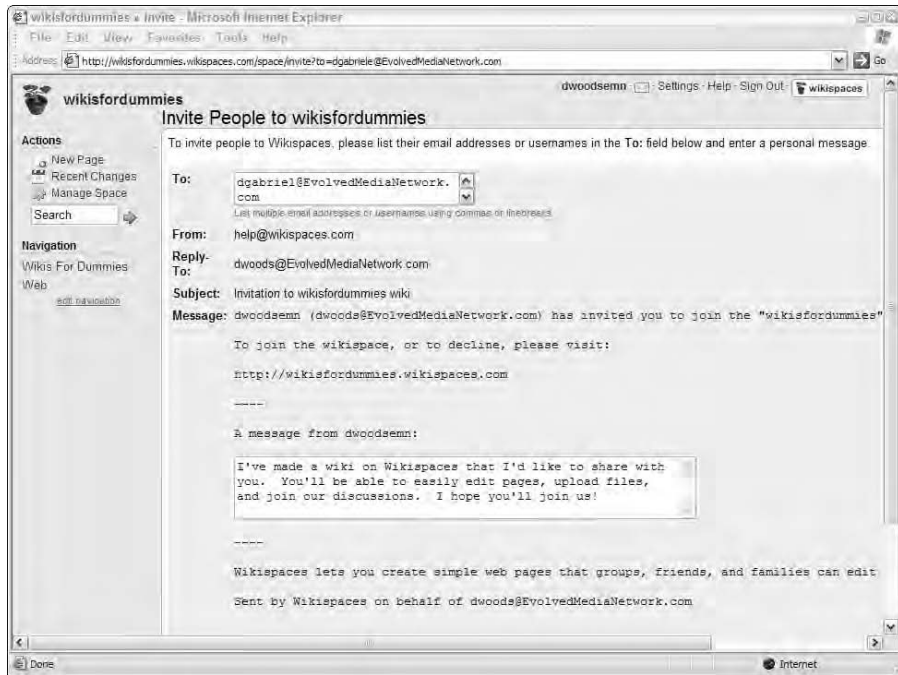 wikisfordummies » Invite - Microsoft Internet Explorer
File Edit View Favorites Tools Help
Address http://wikisfordummies.wikispaces.com/space/invite?to=dgabriele@EvolvedMediaNetwork.com Go
dwoodsemn · Settings · Help · Sign Out · wikispaces
wikisfordummies
Invite People to wikisfordummies
Actions
New Page
Recent Changes
Manage Space
Search
Navigation
Wikis For Dummies
Web
edit navigation
To invite people to Wikispaces, please list their email addresses or usernames in the To: field below and enter a personal message
To: dgabriel@EvolvedMediaNetwork.
com
List multiple email addresses or usernames using commas or linebreaks
From: help@wikispaces.com
Reply-
To: dwoods@EvolvedMediaNetwork com
Subject: Invitation to wikisfordummies wiki
Message: dwoodsemn (dwoods@EvolvedMediaNetwork.com) has invited you to join the "wikisfordummies"
To join the wikispace, or to decline, please visit:
http://wikisfordummies.wikispaces.com
----
A message from dwoodsemn:
I've made a wiki on Wikispaces that I'd like to share with
you. You'll be able to easily edit pages, upload files,
and join our discussions. I hope you'll join us!
----
Wikispaces lets you create simple web pages that groups, friends, and families can edit
Sent by Wikispaces on behalf of dwoods@EvolvedMediaNetwork.com
Done Internet